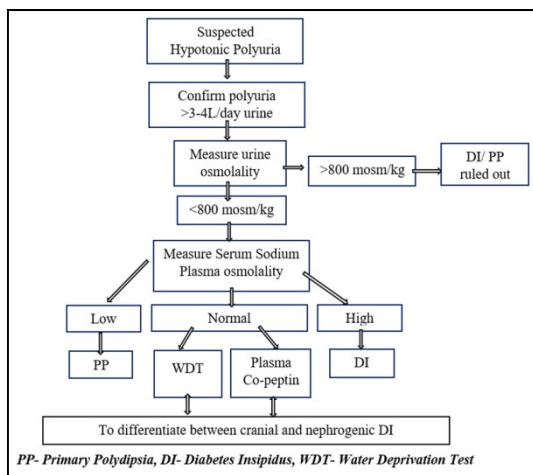 Suspected
Hypotonic Polyuria
Confirm polyuria
>3-4L/day urine
Measure urine
osmolality
>800 mosm/kg
DI/ PP
ruled out
<800 mosm/kg
Measure Serum Sodium
Plasma osmolality
Low
Normal
High
PP
WDT
Plasma
Co-peptin
DI
To differentiate between cranial and nephrogenic DI
PP- Primary Polydipsia, DI- Diabetes Insipidus, WDT- Water Deprivation Test